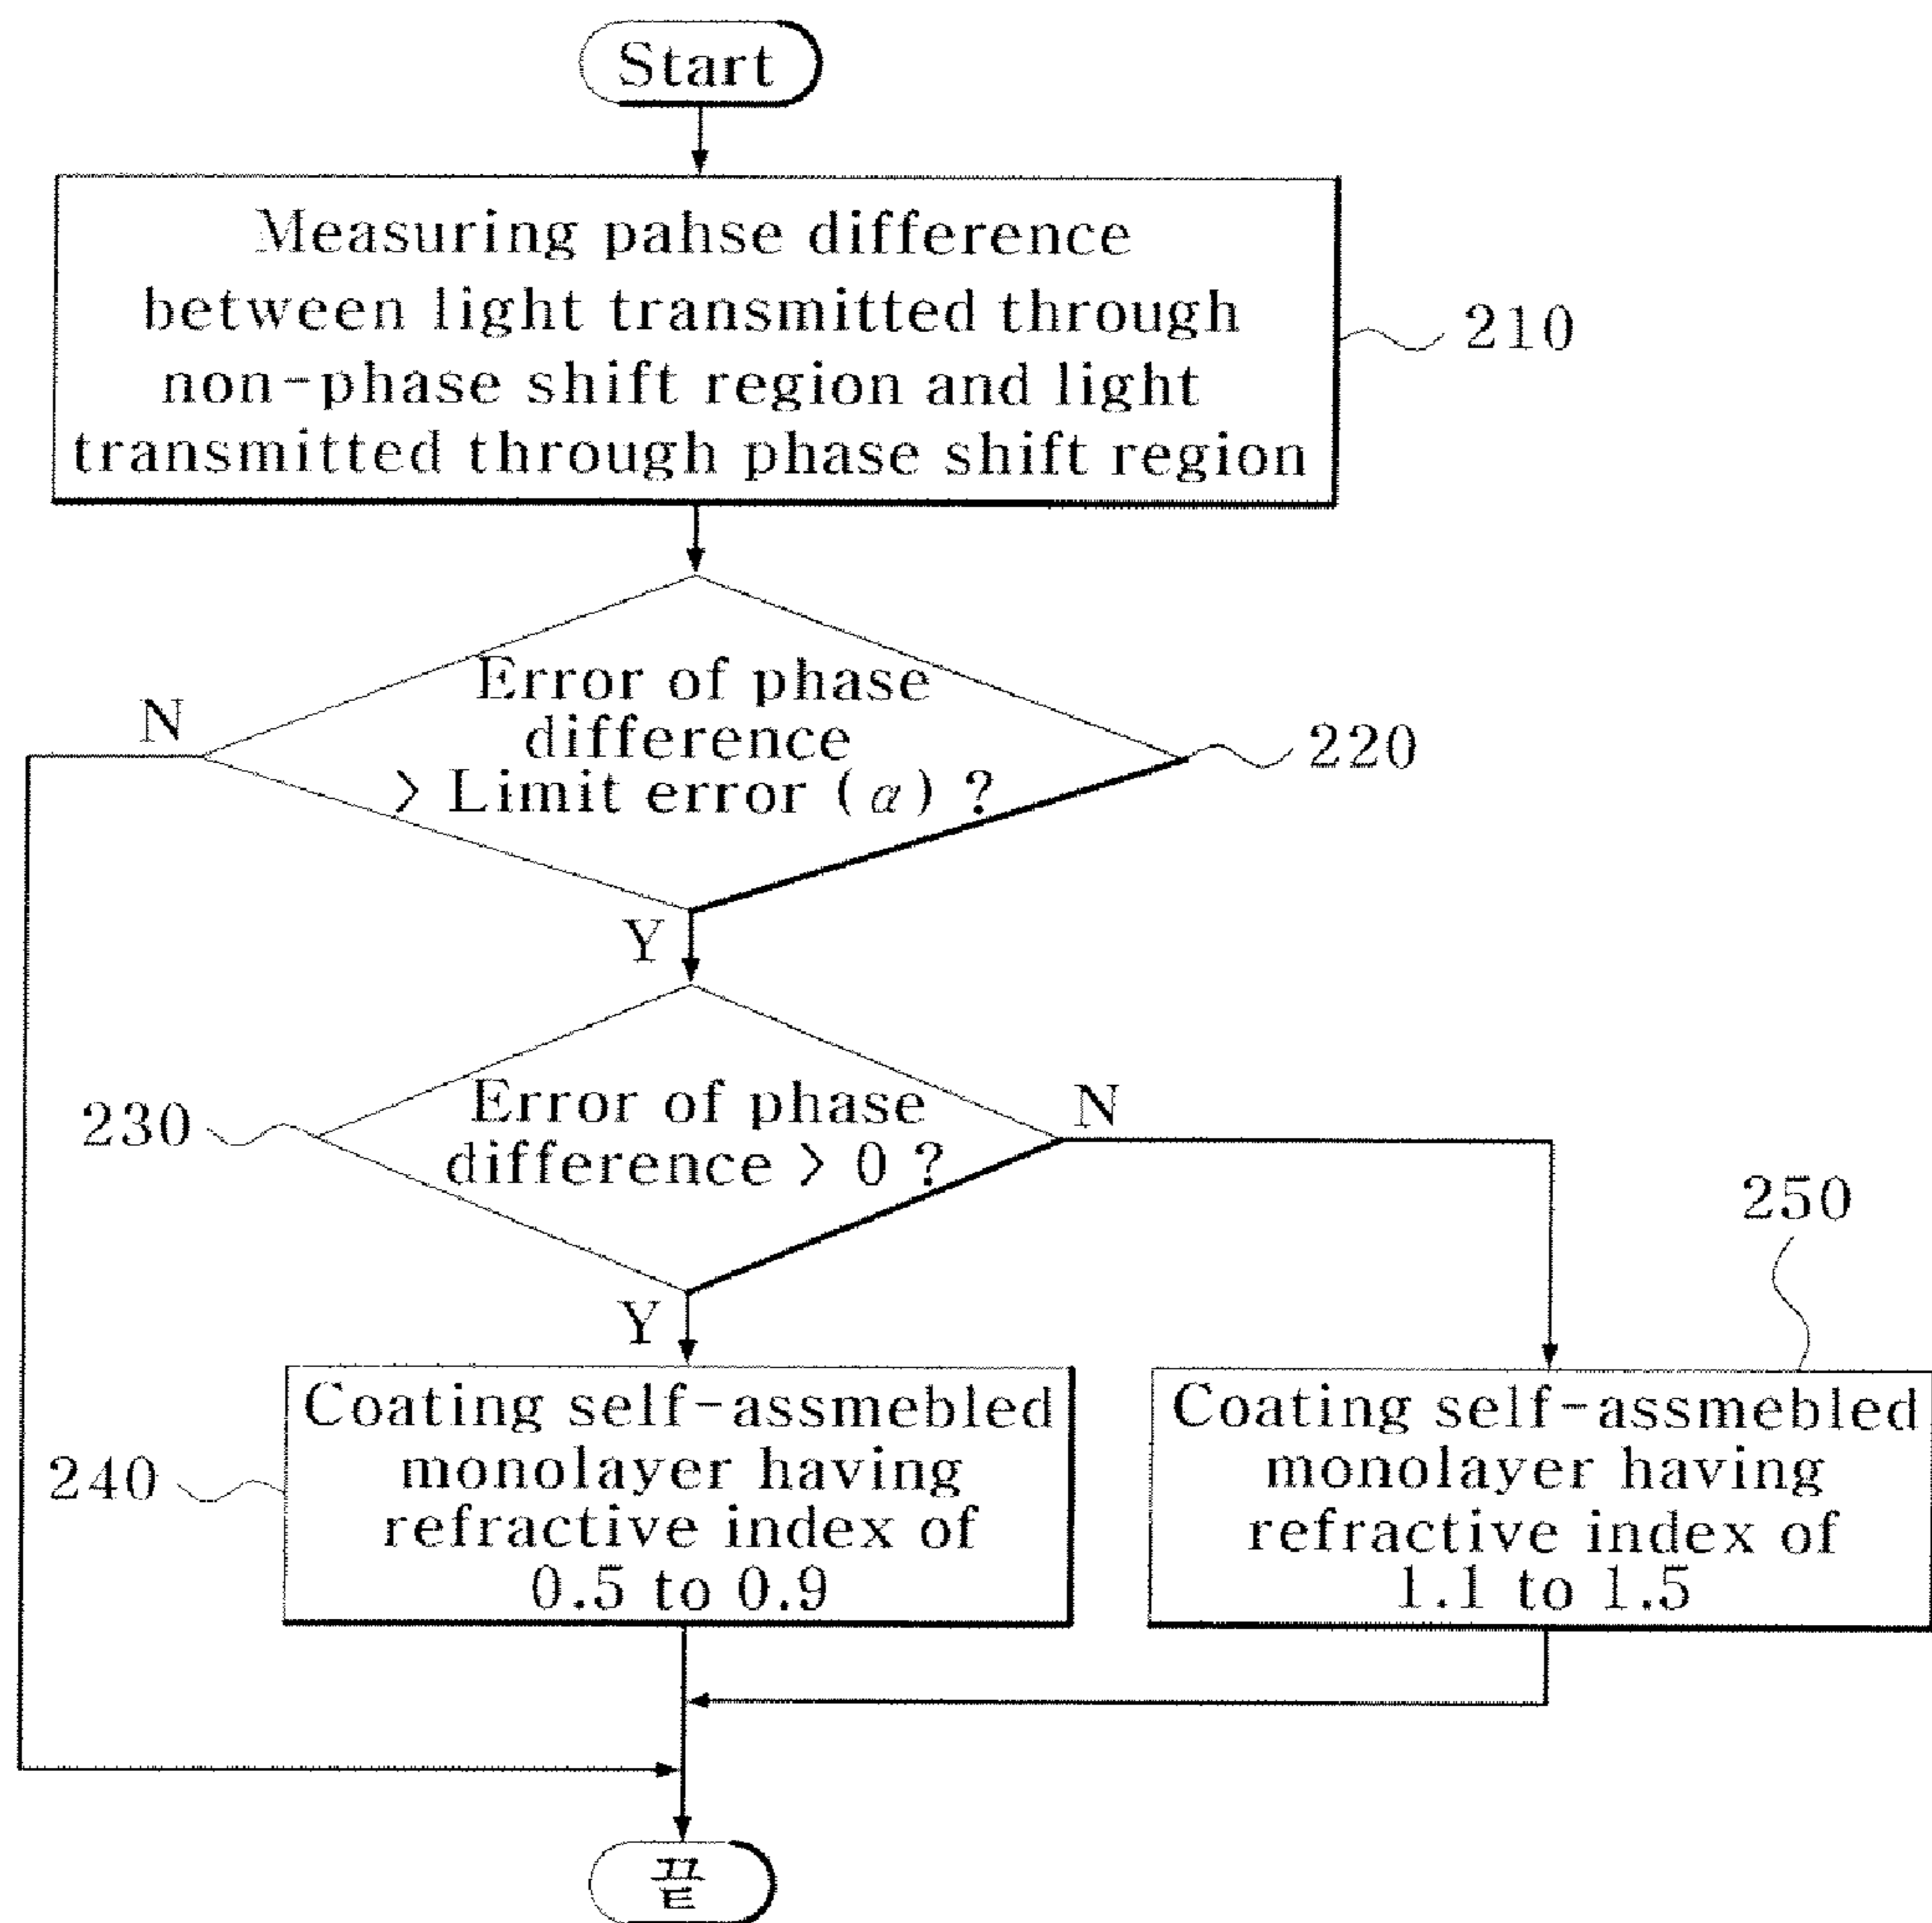 Start
Measuring pahse difference
between light transmitted through
non-phase shift region and light
transmitted through phase shift region
210
Error of phase
difference
> Limit error (α) ?
N
220
Y
Error of phase
difference > 0 ?
230
N
Y
250
Coating self-assmebled
monolayer having
refractive index of
0.5 to 0.9
240
Coating self-assmebled
monolayer having
refractive index of
1.1 to 1.5
끝